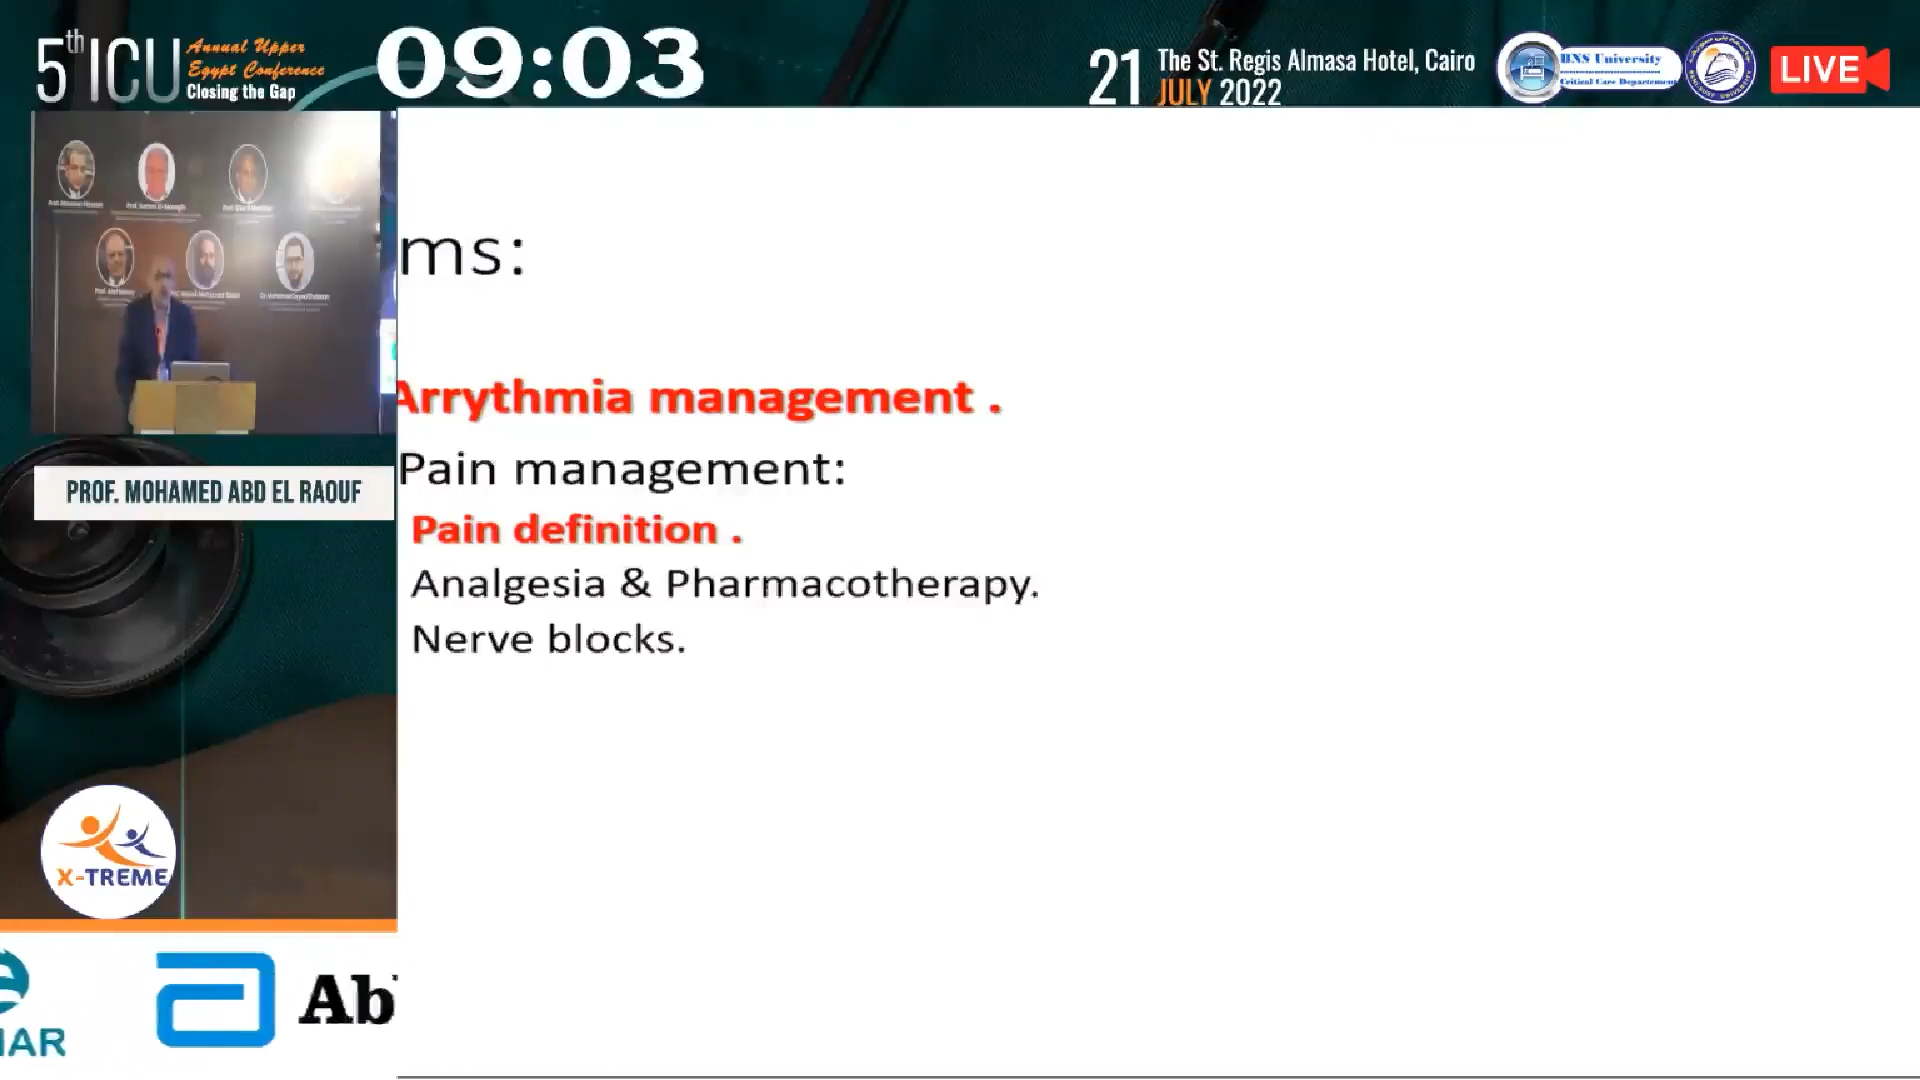 5th ICU
Annual Upper
Egypt Conference
Closing the Gap
09:03
21
The St. Regis Almasa Hotel, Cairo
JULY 2022
University
Critical Care
LIVE
ms:
Arrythmia management .
Pain management:
Pain definition .
Analgesia & Pharmacotherapy.
Nerve blocks.
PROF. MOHAMED ABD EL RAOUF
X-TREME
Ab